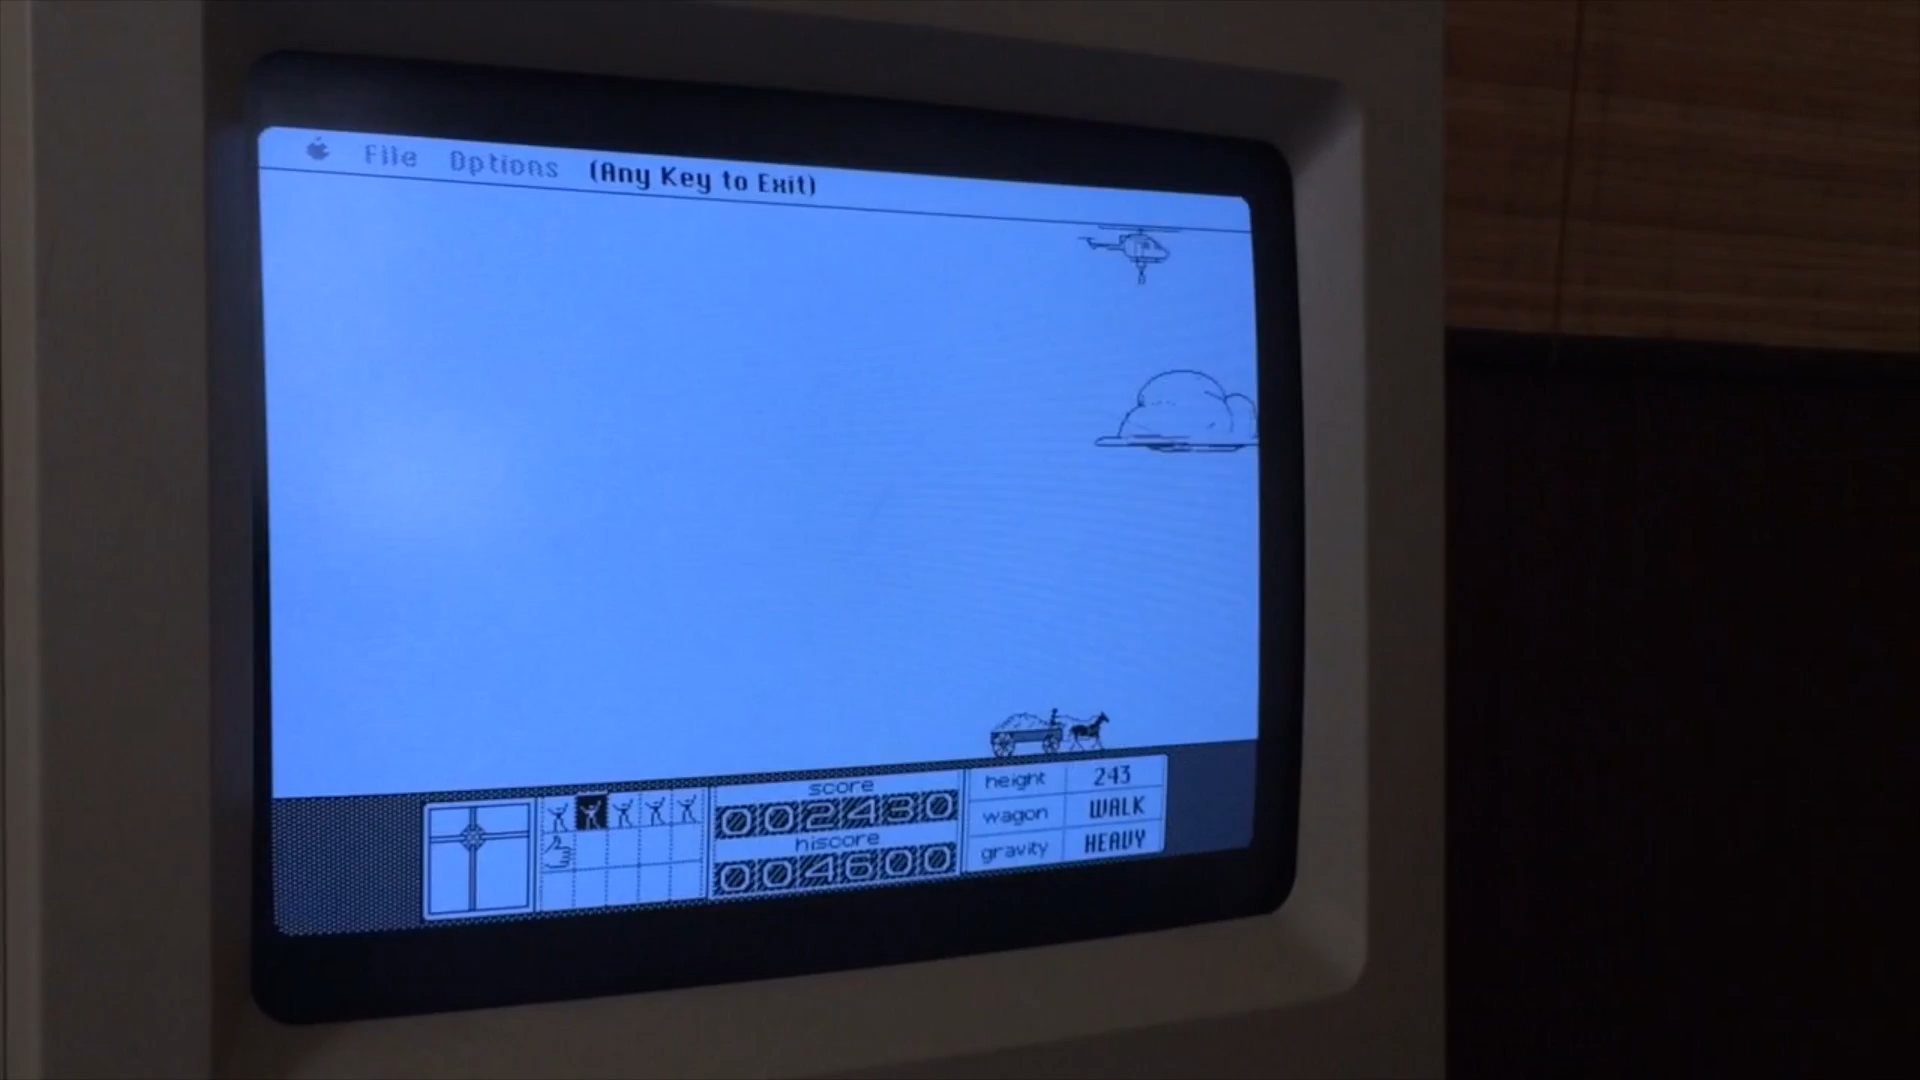 File Options (Any Key to Exit)
score
002430
hiscore
004600
height 243
wagon WALK
gravity HEAVY